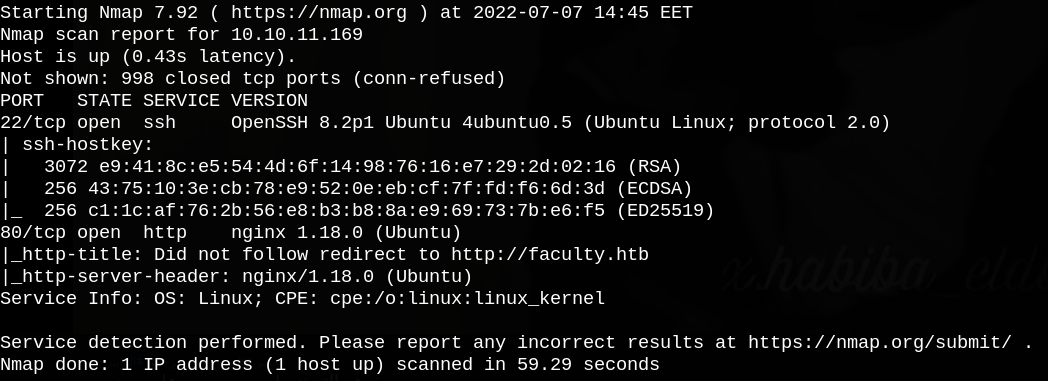 Starting Nmap 7.92 ( https://nmap.org ) at 2022-07-07 14:45 EET
Nmap scan report for 10.10.11.169
Host is up (0.43s latency).
Not shown: 998 closed tcp ports (conn-refused)
PORT   STATE SERVICE VERSION
22/tcp open  ssh     OpenSSH 8.2p1 Ubuntu 4ubuntu0.5 (Ubuntu Linux; protocol 2.0)
| ssh-hostkey:
|   3072 e9:41:8c:e5:54:4d:6f:14:98:76:16:e7:29:2d:02:16 (RSA)
|   256 43:75:10:3e:cb:78:e9:52:0e:eb:cf:7f:fd:f6:6d:3d (ECDSA)
|_  256 c1:1c:af:76:2b:56:e8:b3:b8:8a:e9:69:73:7b:e6:f5 (ED25519)
80/tcp open  http    nginx 1.18.0 (Ubuntu)
|_http-title: Did not follow redirect to http://faculty.htb
|_http-server-header: nginx/1.18.0 (Ubuntu)
habiba
Service Info: OS: Linux; CPE: cpe:/o:linux:linux_kernel
Service detection performed. Please report any incorrect results at https://nmap.org/submit/ .
Nmap done: 1 IP address (1 host up) scanned in 59.29 seconds